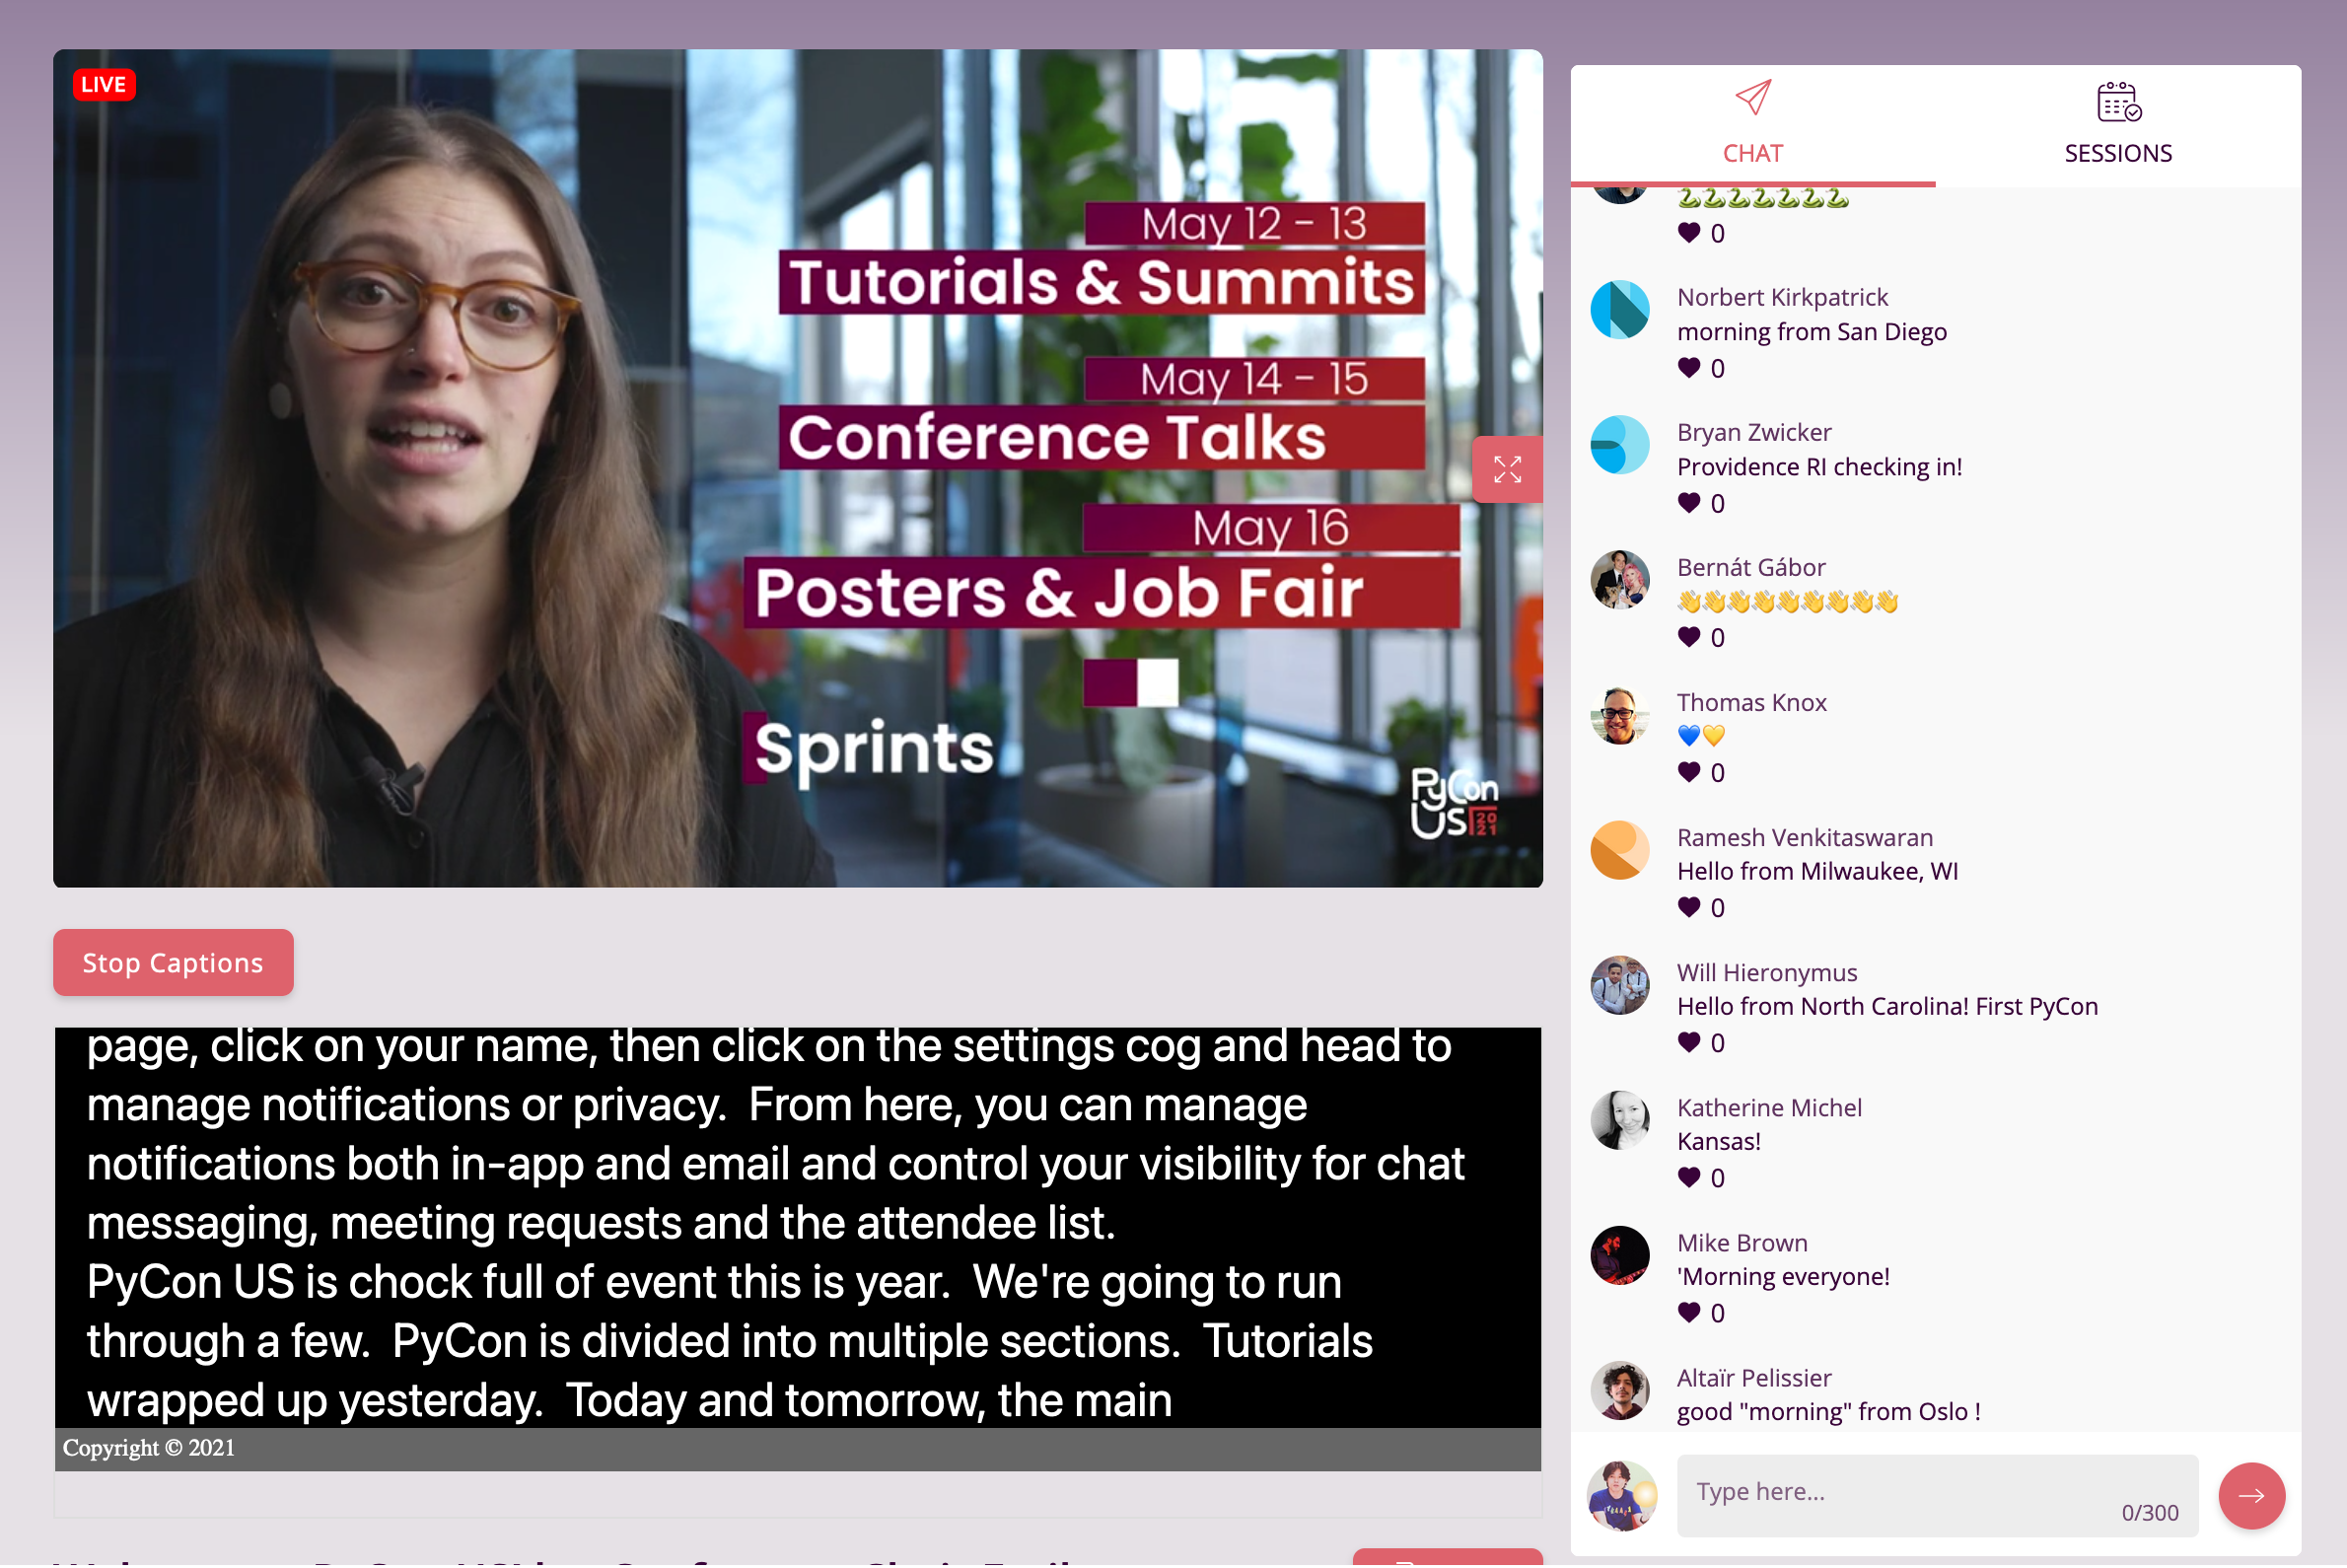 LIVE
May 12 - 13
Tutorials & Summits
May 14 - 15
Conference Talks
May 16
Posters & Job Fair
Sprints
PyCon
US 2021
Stop Captions
page, click on your name, then click on the settings cog and head to
manage notifications or privacy.  From here, you can manage
notifications both in-app and email and control your visibility for chat
messaging, meeting requests and the attendee list.
PyCon US is chock full of event this is year.  We're going to run
through a few.  PyCon is divided into multiple sections.  Tutorials
wrapped up yesterday.  Today and tomorrow, the main
Copyright © 2021
CHAT
SESSIONS
🐍🐍🐍🐍🐍🐍🐍
0
Norbert Kirkpatrick
morning from San Diego
0
Bryan Zwicker
Providence RI checking in!
0
Bernát Gábor
👋👋👋👋👋👋👋👋👋
0
Thomas Knox
💙💛
0
Ramesh Venkitaswaran
Hello from Milwaukee, WI
0
Will Hieronymus
Hello from North Carolina! First PyCon
0
Katherine Michel
Kansas!
0
Mike Brown
'Morning everyone!
0
Altaïr Pelissier
good "morning" from Oslo !
Type here...
0/300